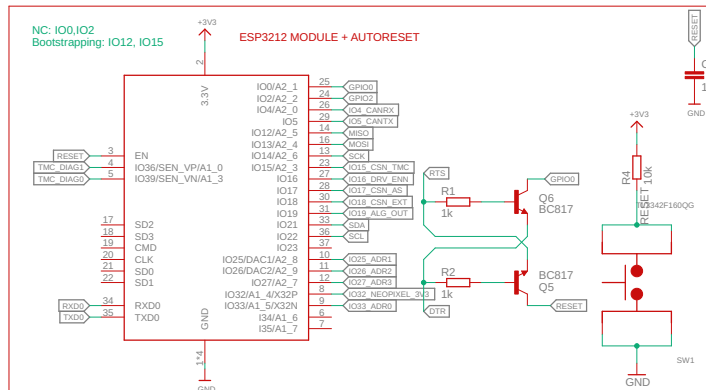 NC: IO0,IO2
Bootstrapping: IO12, IO15
+3V3
ESP3212 MODULE + AUTORESET
2
3.3V
IO0/A2_1 25 GPIO0
IO2/A2_2 24 GPIO2
IO4/A2_0 26 IO4_CANRX
IO5 29 IO5_CANTX
IO12/A2_5 14 MISO
IO13/A2_4 16 MOSI
IO14/A2_6 13 SCK
IO15/A2_3 23 IO15_CSN_TMC
IO16 27 IO16_DRV_ENN
IO17 28 IO17_CSN_AS
IO18 30 IO18_CSN_EXT
IO19 31 IO19_ALG_OUT
IO21 33 SDA
IO22 36 SCL
IO23 37
IO25/DAC1/A2_8 10 IO25_ADR1
IO26/DAC2/A2_9 11 IO26_ADR2
IO27/A2_7 12 IO27_ADR3
IO32/A1_4/X32P 8 IO32_NEOPIXEL_3V3
IO33/A1_5/X32N 9 IO33_ADR0
I34/A1_6 6
I35/A1_7 7
RESET 3 EN
TMC_DIAG1 4 IO36/SEN_VP/A1_0
TMC_DIAG0 5 IO39/SEN_VN/A1_3
17 SD2
18 SD3
19 CMD
20 CLK
21 SD0
22 SD1
RXD0 34 RXD0
TXD0 35 TXD0
GND
1*4
GND
RTS
R1
1k
Q6
BC817
GPIO0
R2
1k
BC817
Q5
RESET
DTR
RESET
C
1
GND
+3V3
R4
10k
RESET
SW1
GND